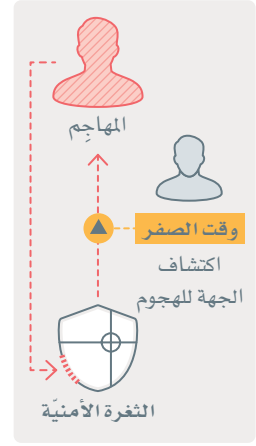 المهاجِم
وقت الصفر
اكتشاف
الجهة للهجوم
الثغرة الأمنيّة